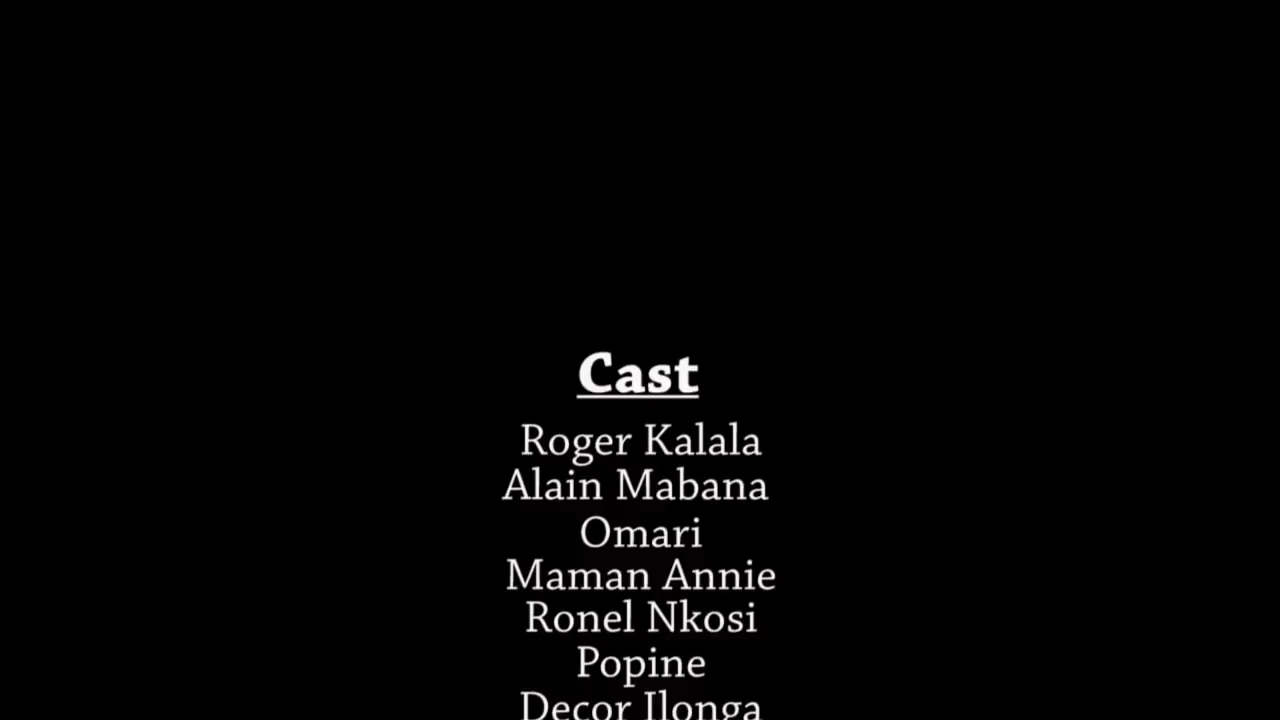 Cast
Roger Kalala
Alain Mabana
Omari
Maman Annie
Ronel Nkosi
Popine
Decor Ilonga